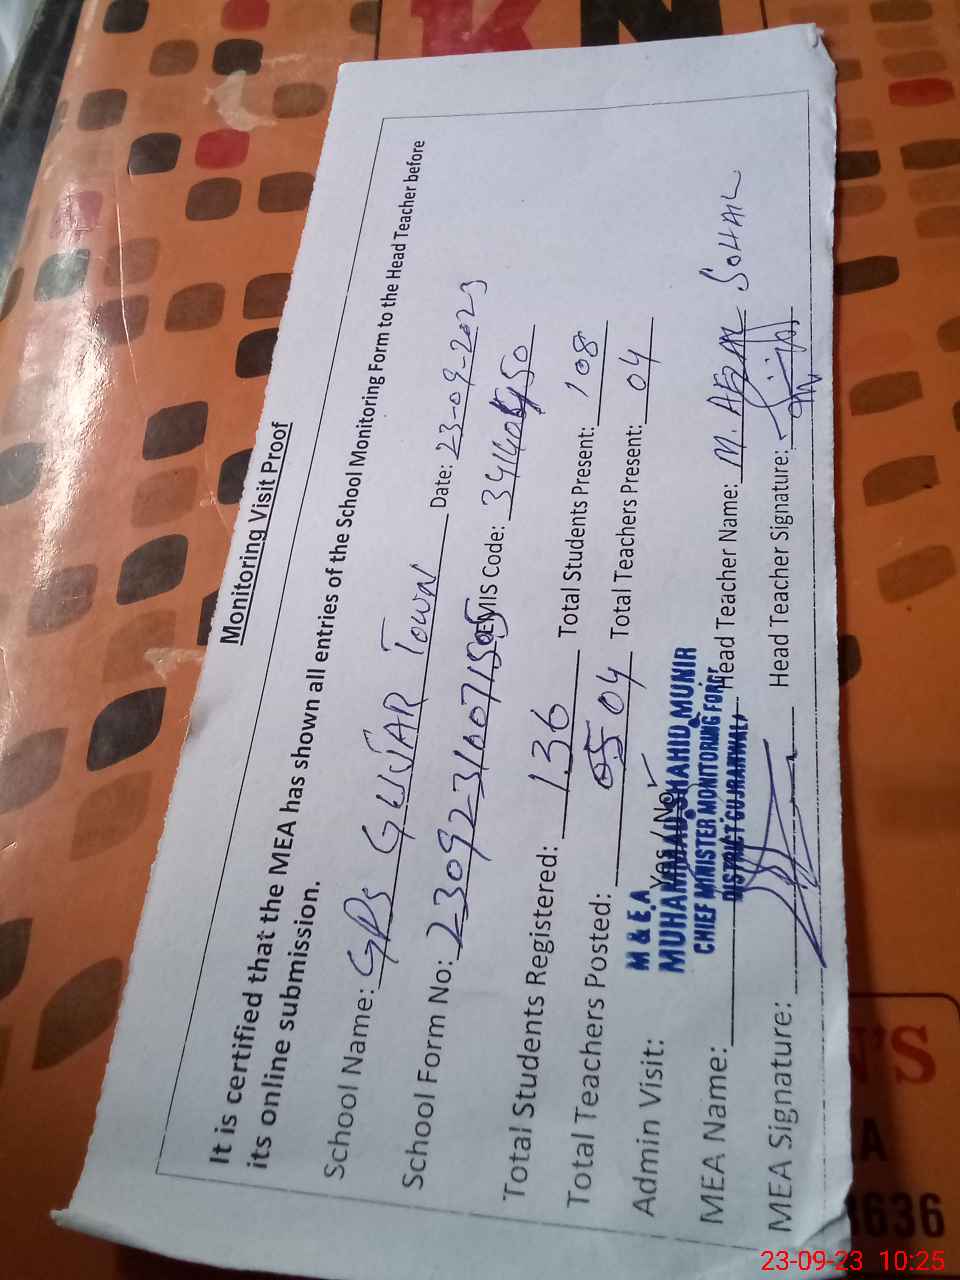 Monitoring Visit Proof
It is certified that the MEA has shown all entries of the School Monitoring Form to the Head Teacher before
its online submission.
School Name: GPS GUJJAR TOWN Date: 23-09-2023
School Form No: 23092310071505 EMIS Code:
Total Students Registered: 136 Total Students Present: 108
Total Teachers Posted: 04 Total Teachers Present: 04
Admin Visit: Yes/No
M & E.A
MUHAMMAD SHAHID MUNIR
CHIEF MINISTER MONITORING FORCE
DISTRICT GUJRANWALA
MEA Name: Head Teacher Name: M. AZAM SOHAIL
MEA Signature: Head Teacher Signature:
KN
N'S
A
3636
23-09-23 10:25